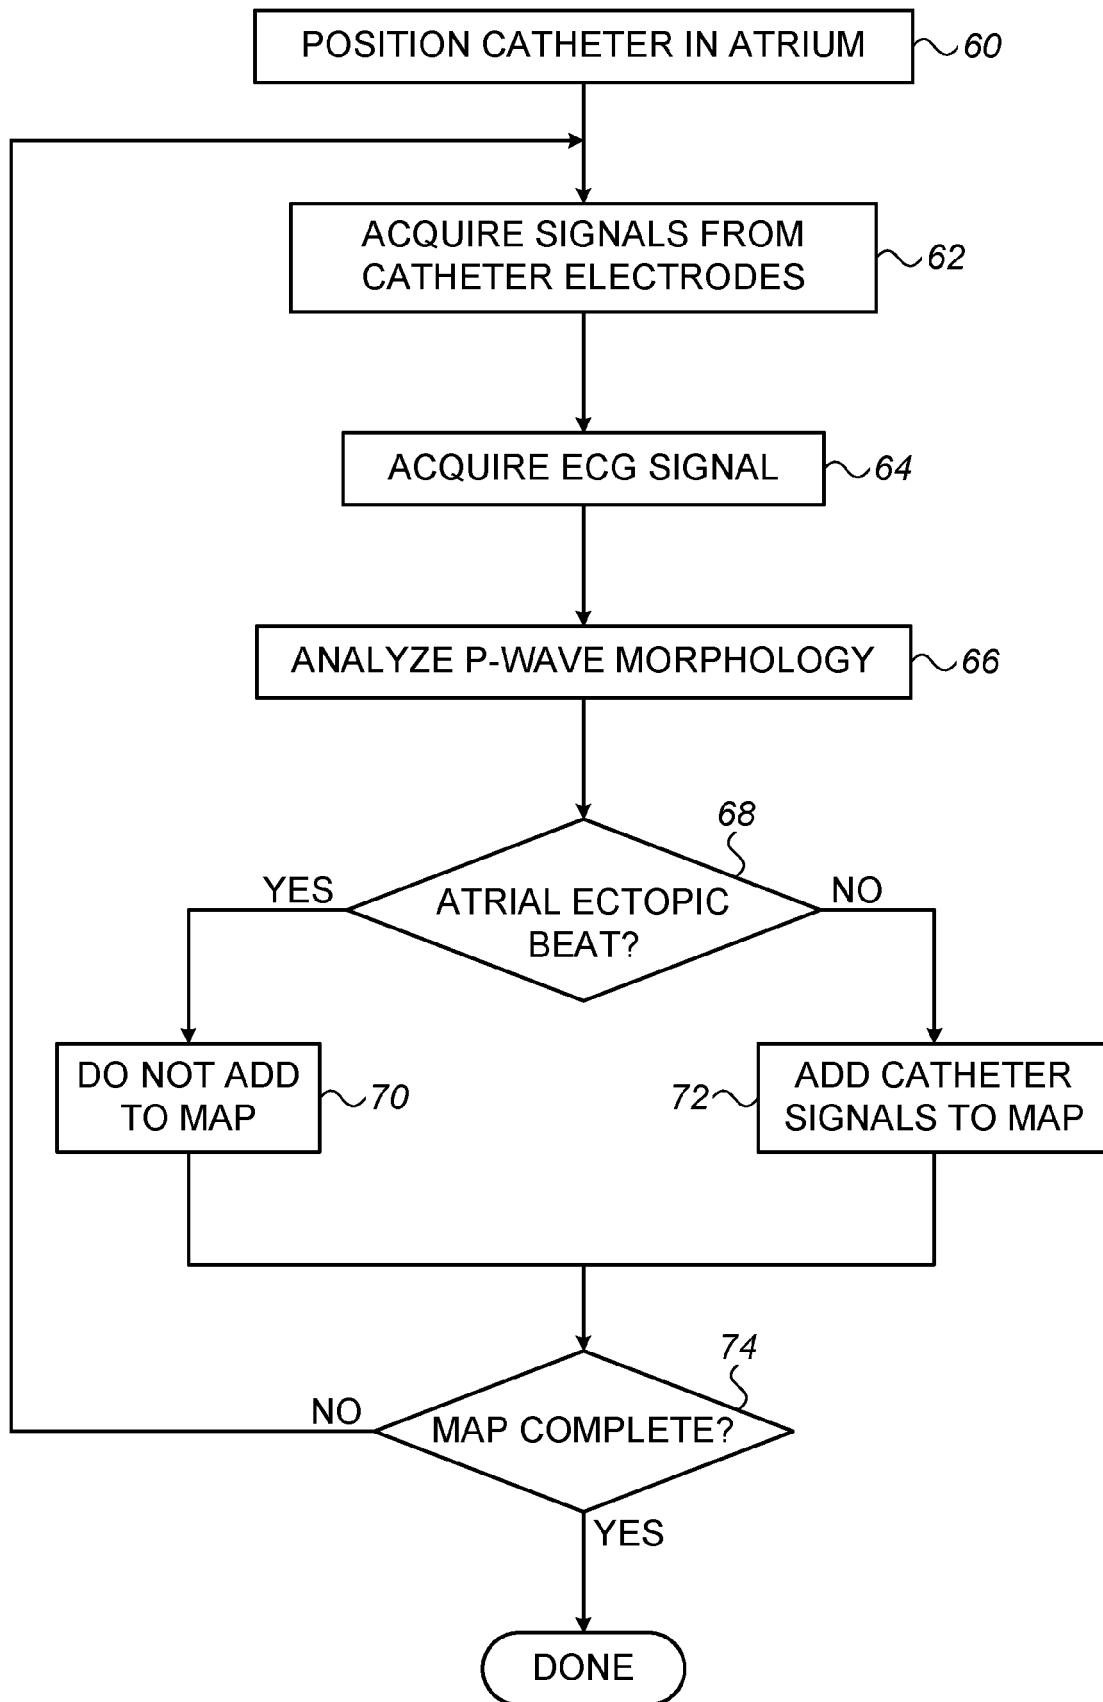 POSITION CATHETER IN ATRIUM
60
ACQUIRE SIGNALS FROM
CATHETER ELECTRODES
62
ACQUIRE ECG SIGNAL
64
ANALYZE P-WAVE MORPHOLOGY
66
68
YES
NO
ATRIAL ECTOPIC
BEAT?
DO NOT ADD
TO MAP
70
72
ADD CATHETER
SIGNALS TO MAP
74
NO
MAP COMPLETE?
YES
DONE